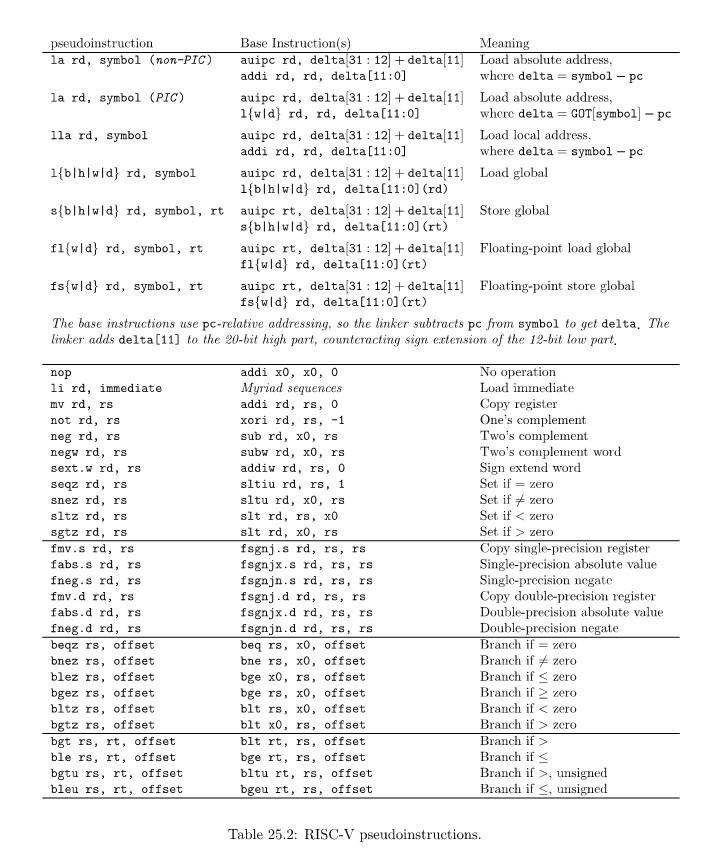 pseudoinstruction Base Instruction(s) Meaning
la rd, symbol (non-PIC) auipc rd, delta[31 : 12] + delta[11] Load absolute address,
addi rd, rd, delta[11:0] where delta = symbol − pc
la rd, symbol (PIC) auipc rd, delta[31 : 12] + delta[11] Load absolute address,
l{w|d} rd, rd, delta[11:0] where delta = GOT[symbol] − pc
lla rd, symbol auipc rd, delta[31 : 12] + delta[11] Load local address,
addi rd, rd, delta[11:0] where delta = symbol − pc
l{b|h|w|d} rd, symbol auipc rd, delta[31 : 12] + delta[11] Load global
l{b|h|w|d} rd, delta[11:0](rd)
s{b|h|w|d} rd, symbol, rt auipc rt, delta[31 : 12] + delta[11] Store global
s{b|h|w|d} rd, delta[11:0](rt)
fl{w|d} rd, symbol, rt auipc rt, delta[31 : 12] + delta[11] Floating-point load global
fl{w|d} rd, delta[11:0](rt)
fs{w|d} rd, symbol, rt auipc rt, delta[31 : 12] + delta[11] Floating-point store global
fs{w|d} rd, delta[11:0](rt)
The base instructions use pc-relative addressing, so the linker subtracts pc from symbol to get delta. The
linker adds delta[11] to the 20-bit high part, counteracting sign extension of the 12-bit low part.
nop addi x0, x0, 0 No operation
li rd, immediate Myriad sequences Load immediate
mv rd, rs addi rd, rs, 0 Copy register
not rd, rs xori rd, rs, -1 One's complement
neg rd, rs sub rd, x0, rs Two's complement
negw rd, rs subw rd, x0, rs Two's complement word
sext.w rd, rs addiw rd, rs, 0 Sign extend word
seqz rd, rs sltiu rd, rs, 1 Set if = zero
snez rd, rs sltu rd, x0, rs Set if ≠ zero
sltz rd, rs slt rd, rs, x0 Set if < zero
sgtz rd, rs slt rd, x0, rs Set if > zero
fmv.s rd, rs fsgnj.s rd, rs, rs Copy single-precision register
fabs.s rd, rs fsgnjx.s rd, rs, rs Single-precision absolute value
fneg.s rd, rs fsgnjn.s rd, rs, rs Single-precision negate
fmv.d rd, rs fsgnj.d rd, rs, rs Copy double-precision register
fabs.d rd, rs fsgnjx.d rd, rs, rs Double-precision absolute value
fneg.d rd, rs fsgnjn.d rd, rs, rs Double-precision negate
beqz rs, offset beq rs, x0, offset Branch if = zero
bnez rs, offset bne rs, x0, offset Branch if ≠ zero
blez rs, offset bge x0, rs, offset Branch if ≤ zero
bgez rs, offset bge rs, x0, offset Branch if ≥ zero
bltz rs, offset blt rs, x0, offset Branch if < zero
bgtz rs, offset blt x0, rs, offset Branch if > zero
bgt rs, rt, offset blt rt, rs, offset Branch if >
ble rs, rt, offset bge rt, rs, offset Branch if ≤
bgtu rs, rt, offset bltu rt, rs, offset Branch if >, unsigned
bleu rs, rt, offset bgeu rt, rs, offset Branch if ≤, unsigned
Table 25.2: RISC-V pseudoinstructions.